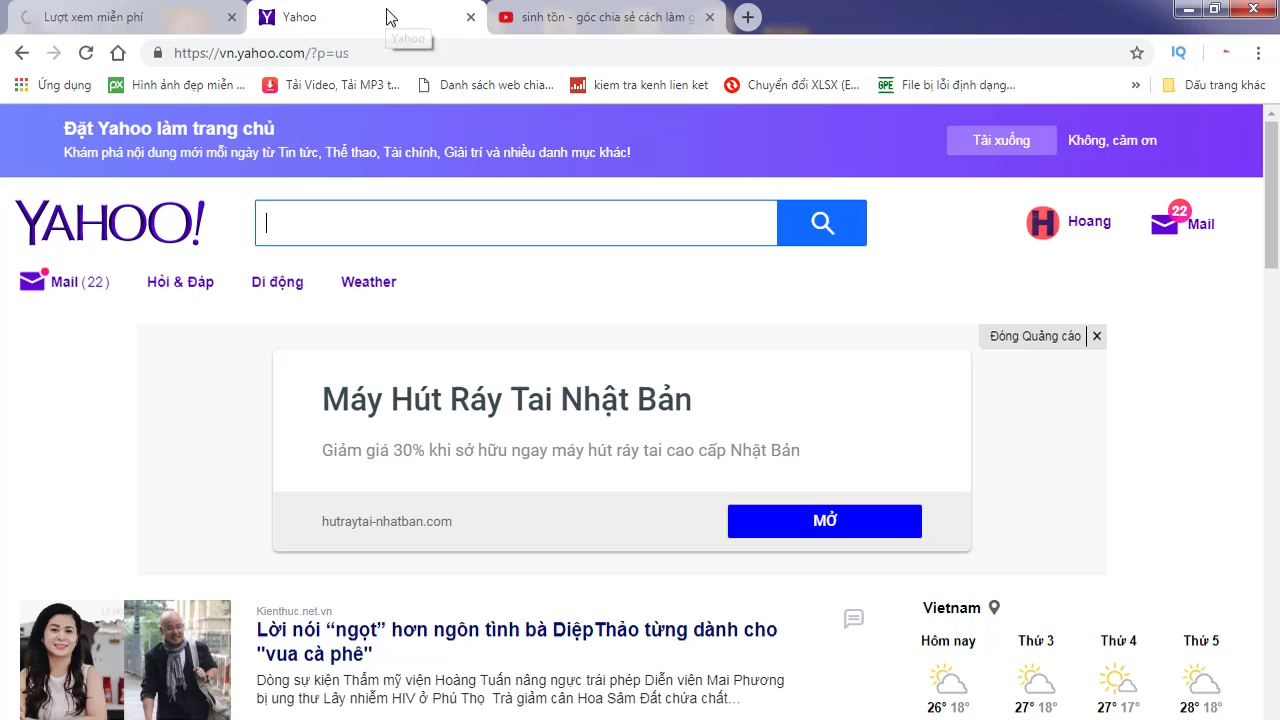 Lượt xem miễn phí
Yahoo
sinh tồn - góc chia sẻ cách làm g
Yahoo
https://vn.yahoo.com/?p=us
IQ
Ứng dụng
px
Hình ảnh đẹp miễn ...
Tải Video, Tải MP3 t...
Danh sách web chia...
kiem tra kenh lien ket
Chuyển đổi XLSX (E...
GPE
File bị lỗi định dạng...
»
Dấu trang khác
Đặt Yahoo làm trang chủ
Khám phá nội dung mới mỗi ngày từ Tin tức, Thể thao, Tài chính, Giải trí và nhiều danh mục khác!
Tải xuống
Không, cảm ơn
YAHOO!
H
Hoang
22
Mail
Mail (22)
Hỏi & Đáp
Di động
Weather
Đóng Quảng cáo
Máy Hút Ráy Tai Nhật Bản
Giảm giá 30% khi sở hữu ngay máy hút ráy tai cao cấp Nhật Bản
hutraytai-nhatban.com
MỞ
Kienthuc.net.vn
Lời nói “ngọt” hơn ngôn tình bà DiệpThảo từng dành cho
"vua cà phê"
Dòng sự kiện Thẩm mỹ viện Hoàng Tuấn nâng ngực trái phép Diễn viên Mai Phương
bị ung thư Lây nhiễm HIV ở Phú Thọ Trà giảm cân Hoa Sâm Đất chứa chất...
Vietnam
Hôm nay
Thứ 3
Thứ 4
Thứ 5
26° 18°
27° 18°
27° 17°
28° 18°